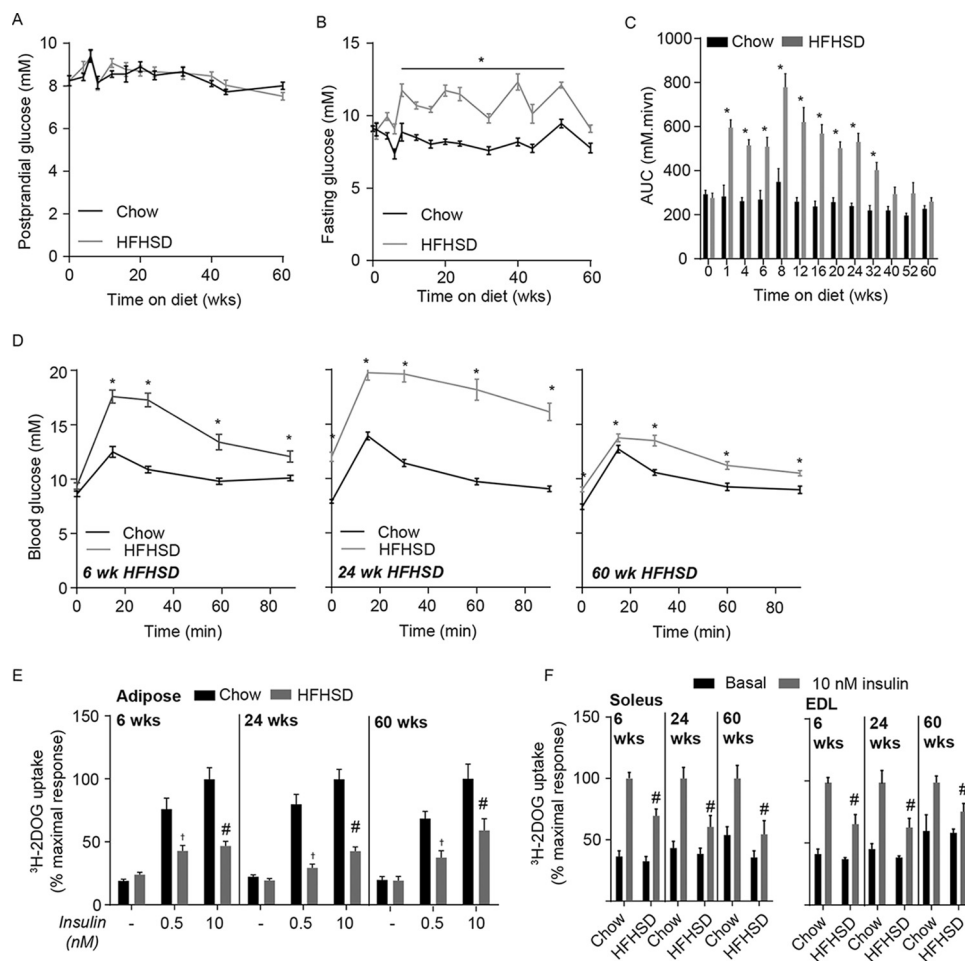 A
Postprandial glucose (mM)
10
8
6
4
2
0
Chow
HFHSD
0 20 40 60
Time on diet (wks)
B
Fasting glucose (mM)
15
10
5
0
*
Chow
HFHSD
0 20 40 60
Time on diet (wks)
C
Chow HFHSD
AUC (mM.mivn)
1000
800
600
400
200
0
* * * * * * * * *
0 1 4 6 8 12 16 20 24 32 40 52 60
Time on diet (wks)
D
Blood glucose (mM)
20
15
10
5
0
* * * *
Chow
HFHSD
6 wk HFHSD
0 20 40 60 80
Time (min)
* * * * *
Chow
HFHSD
24 wk HFHSD
0 20 40 60 80
Time (min)
* * * * *
60 wk HFHSD
0 20 40 60 80
Time (min)
E
Adipose Chow HFHSD
³H-2DOG uptake
(% maximal response)
150
100
50
0
6 wks 24 wks 60 wks
† # † # † #
Insulin
(nM)
- 0.5 10 - 0.5 10 - 0.5 10
F
Basal 10 nM insulin
Soleus
6
wks
24
wks
60
wks
³H-2DOG uptake
(% maximal response)
150
100
50
0
# # #
Chow HFHSD Chow HFHSD Chow HFHSD
EDL
6
wks
24
wks
60
wks
# # #
Chow HFHSD Chow HFHSD Chow HFHSD